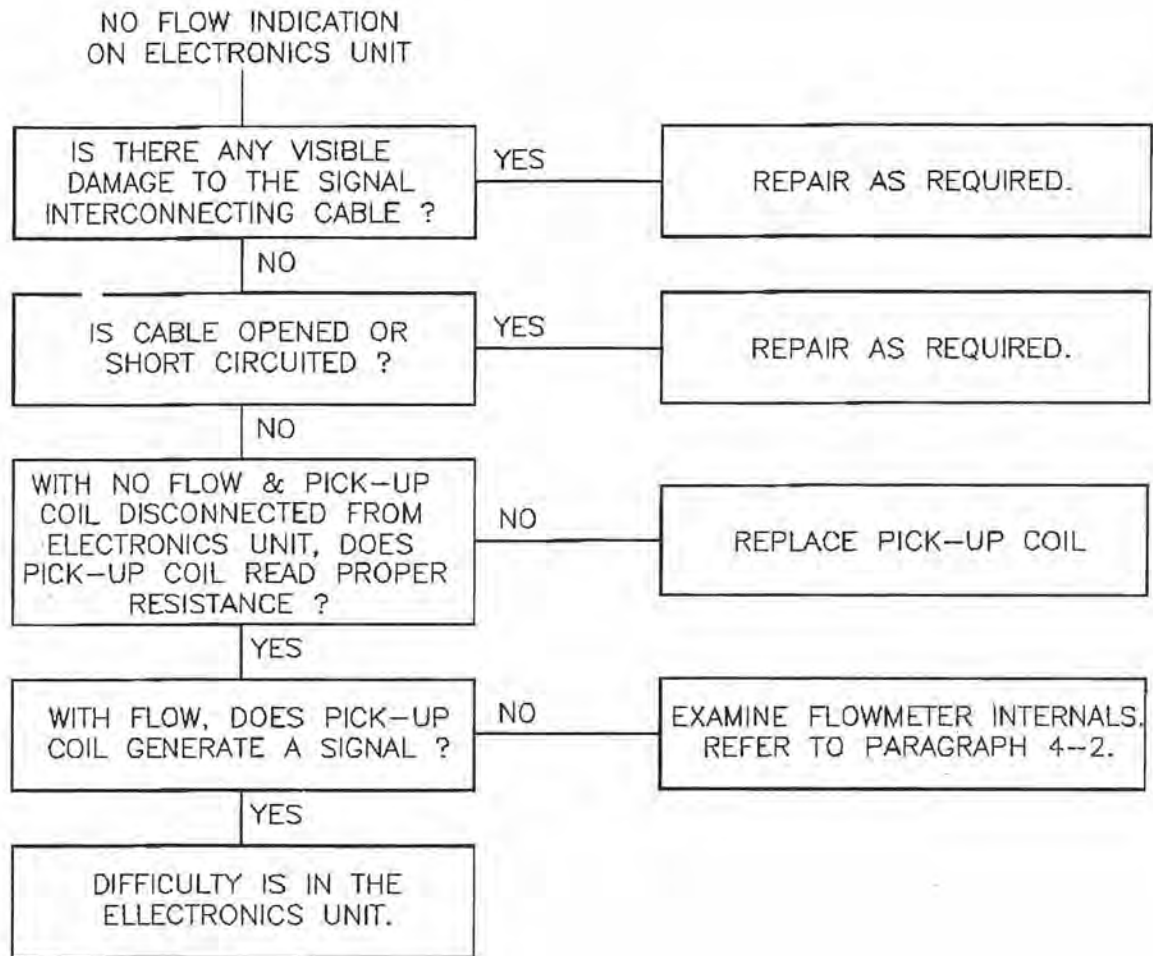 NO FLOW INDICATION
ON ELECTRONICS UNIT
IS THERE ANY VISIBLE
DAMAGE TO THE SIGNAL
INTERCONNECTING CABLE ?
YES
REPAIR AS REQUIRED.
NO
IS CABLE OPENED OR
SHORT CIRCUITED ?
YES
REPAIR AS REQUIRED.
NO
WITH NO FLOW & PICK-UP
COIL DISCONNECTED FROM
ELECTRONICS UNIT, DOES
PICK-UP COIL READ PROPER
RESISTANCE ?
NO
REPLACE PICK-UP COIL
YES
WITH FLOW, DOES PICK-UP
COIL GENERATE A SIGNAL ?
NO
EXAMINE FLOWMETER INTERNALS.
REFER TO PARAGRAPH 4-2.
YES
DIFFICULTY IS IN THE
ELLECTRONICS UNIT.